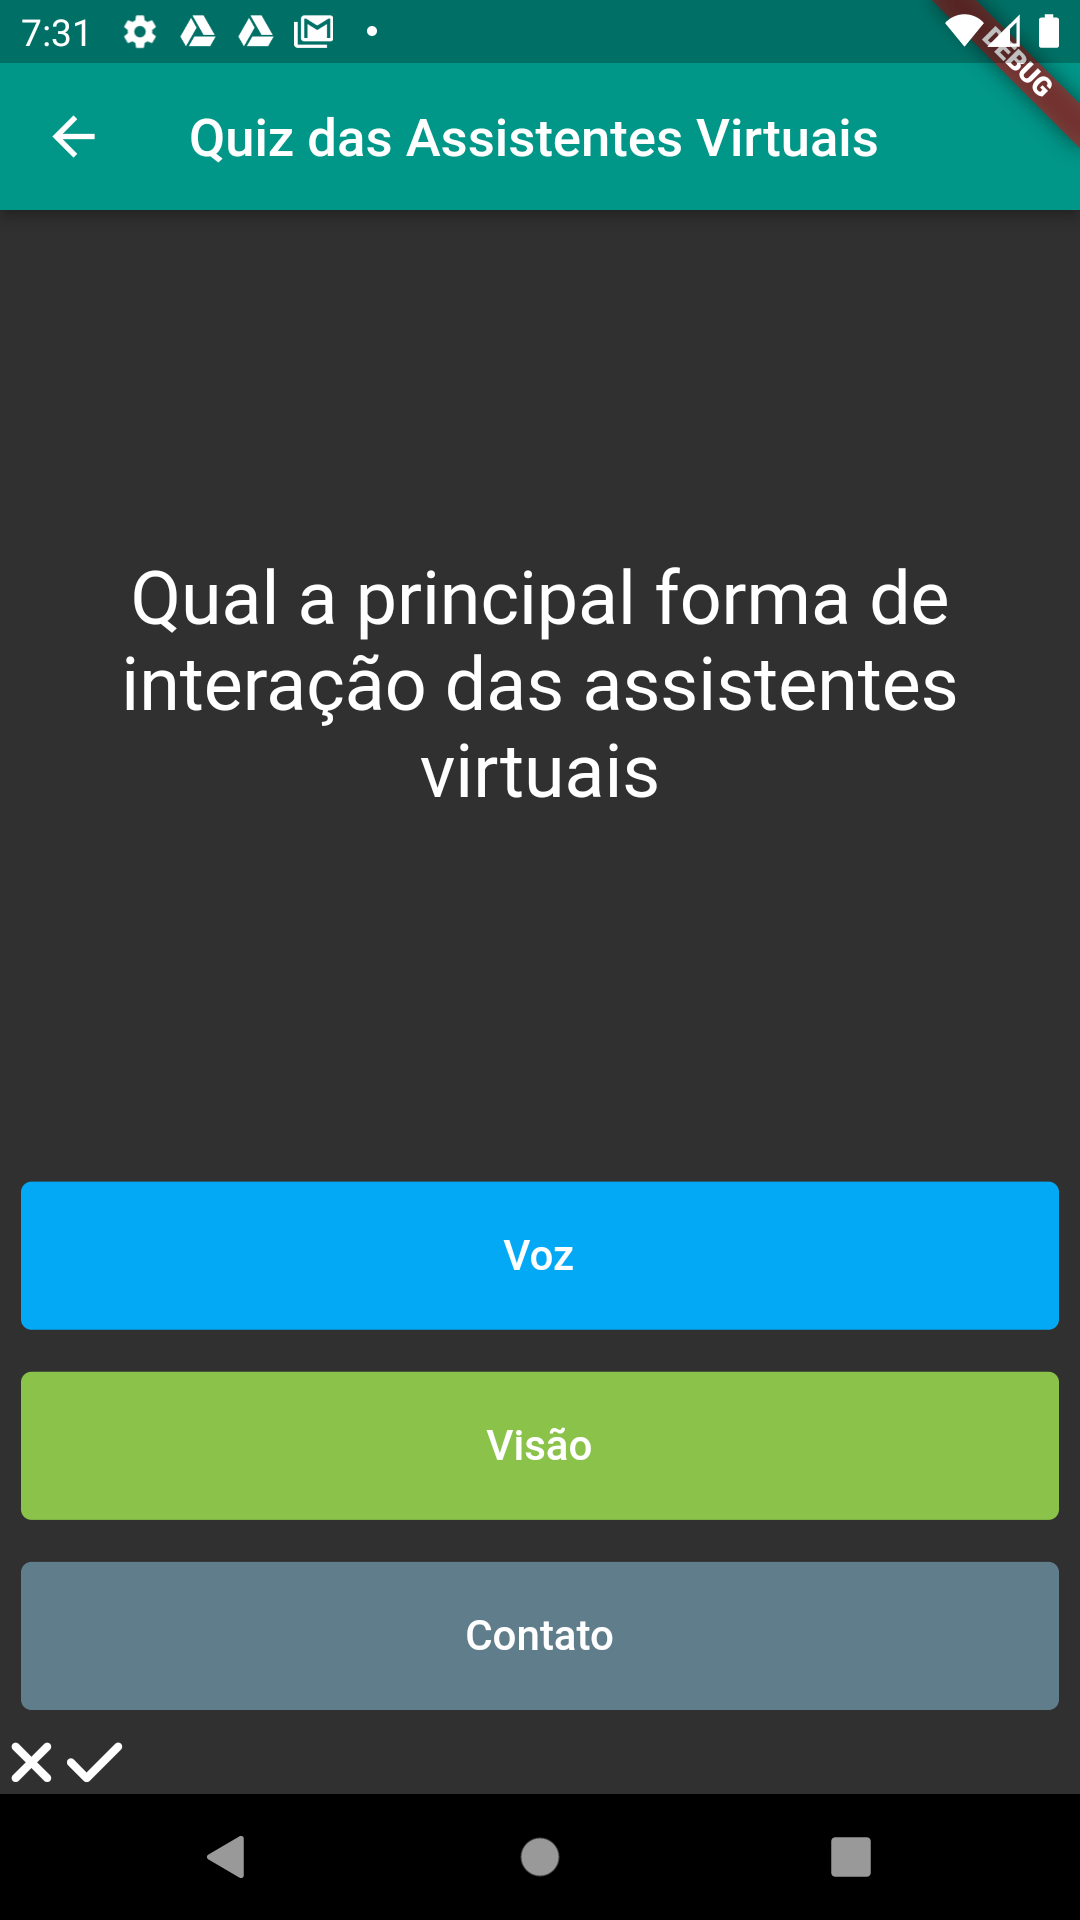 7:31
DEBUG
Quiz das Assistentes Virtuais
Qual a principal forma de
interação das assistentes
virtuais
Voz
Visão
Contato